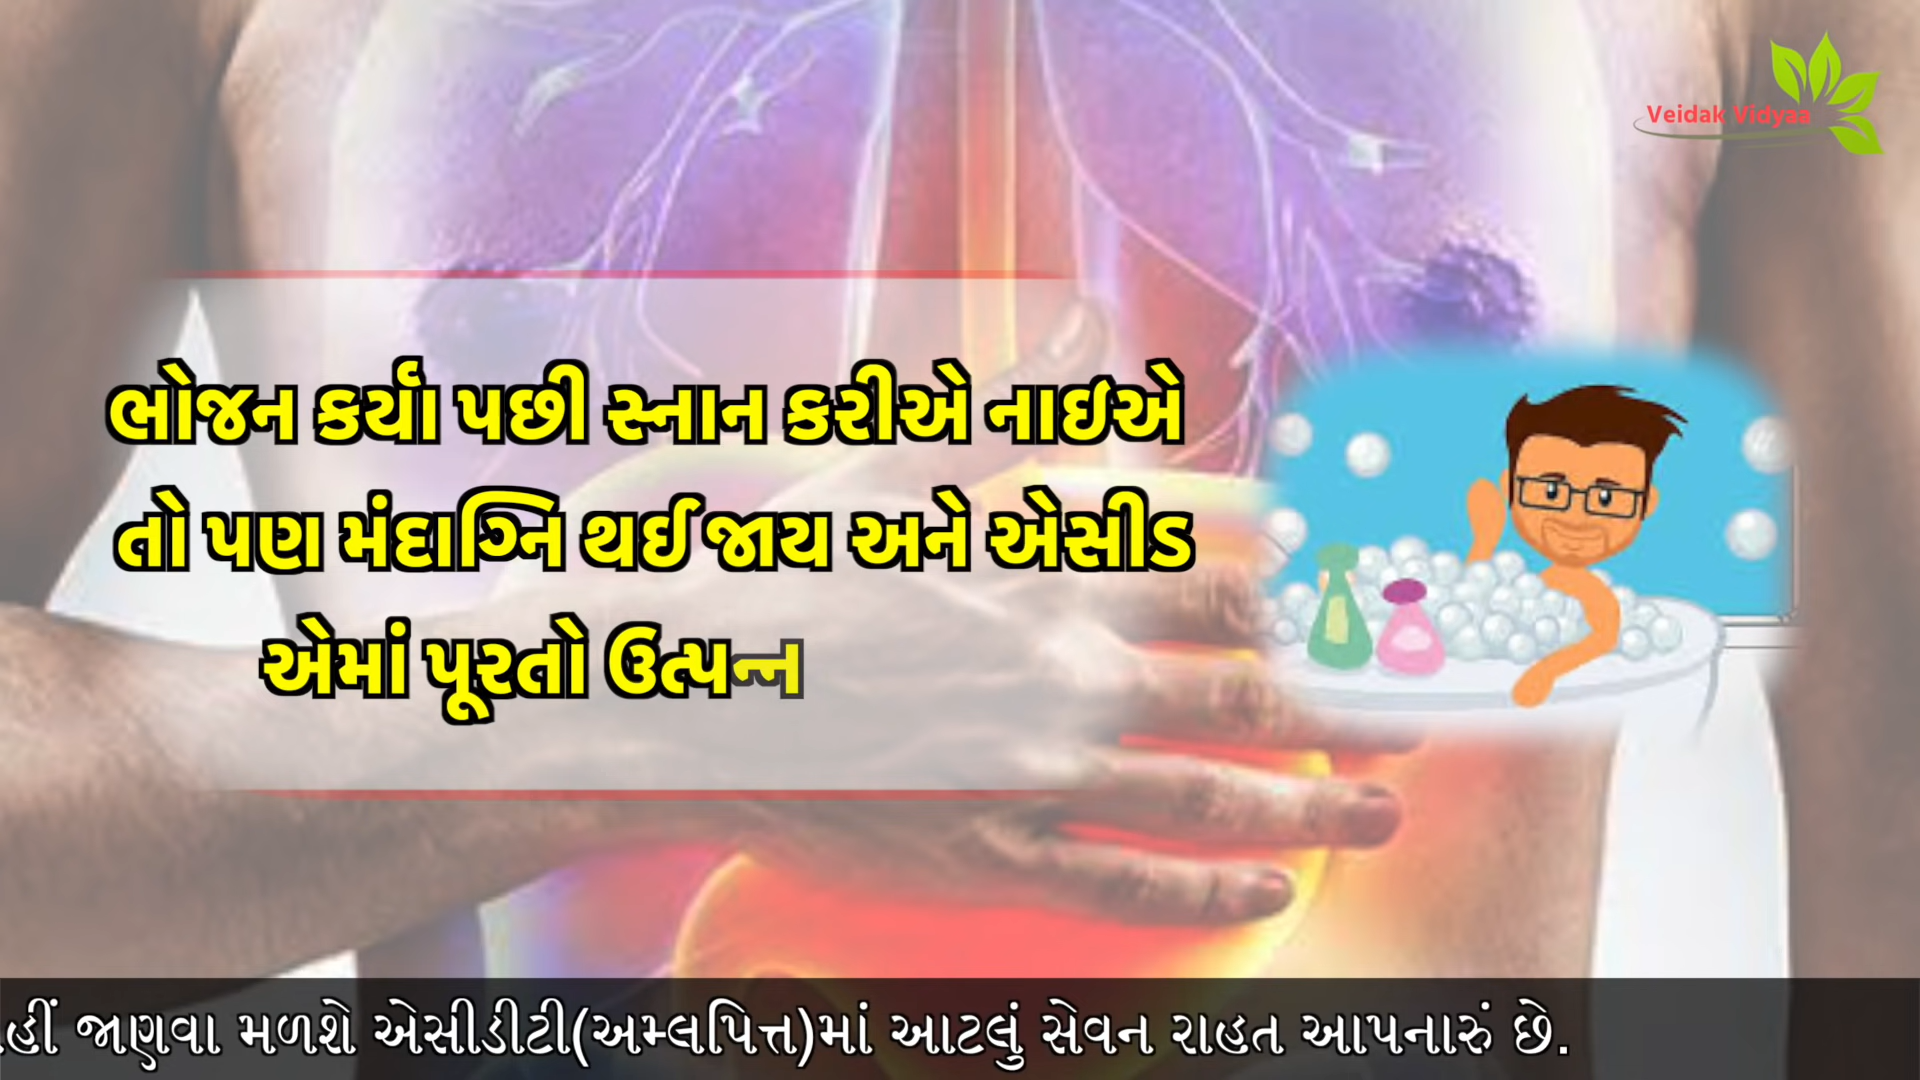 Veidak Vidyaa
ભોજન કર્યાં પછી સ્નાન કરીએ નાઇએ
તો પણ મંદાગ્નિ થઈ જાય અને એસીડ
એમાં પૂરતો ઉત્પન્ન
જાણવા મળશે એસીડીટી(અમ્લપિત્ત)માં આટલું સેવન રાહત આપનારું છે.